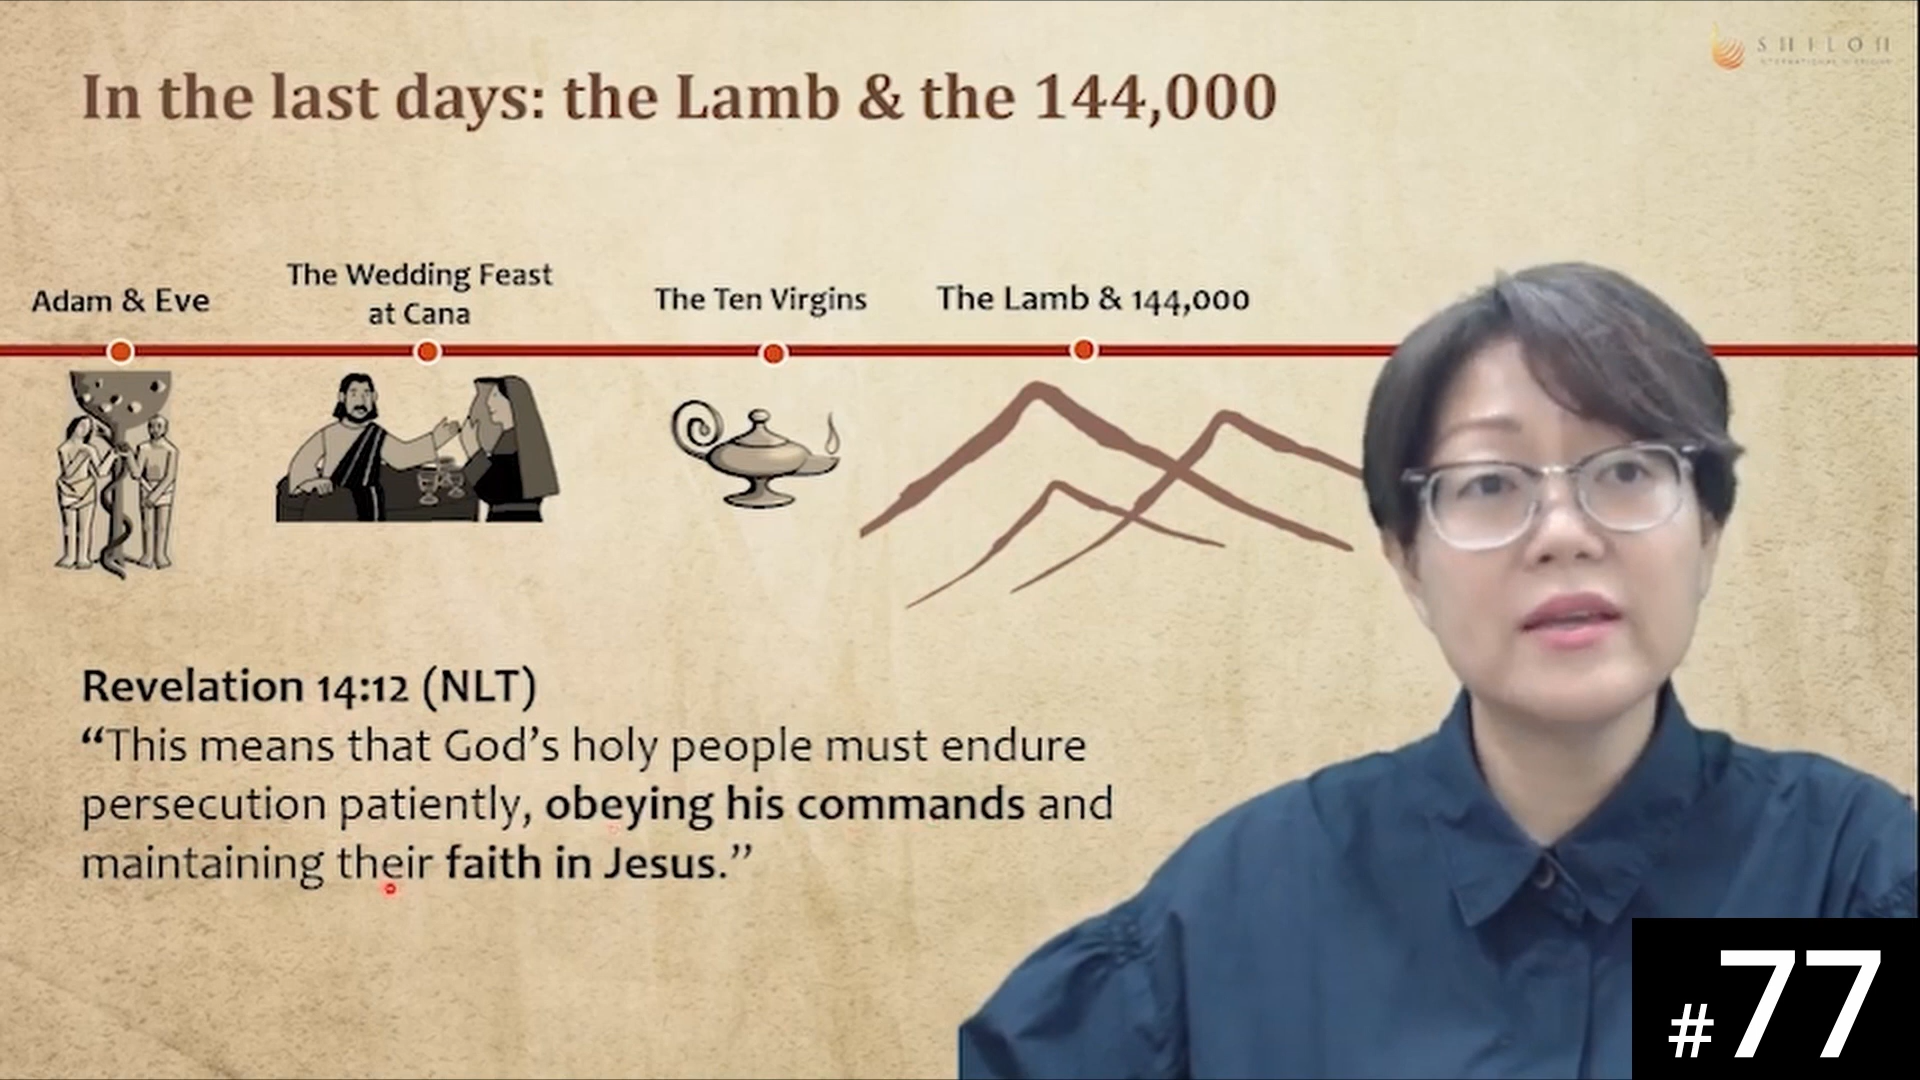 SHILOH
In the last days: the Lamb & the 144,000
Adam & Eve
The Wedding Feast
at Cana
The Ten Virgins
The Lamb & 144,000
Revelation 14:12 (NLT)
“This means that God’s holy people must endure
persecution patiently, obeying his commands and
maintaining their faith in Jesus.”
#77